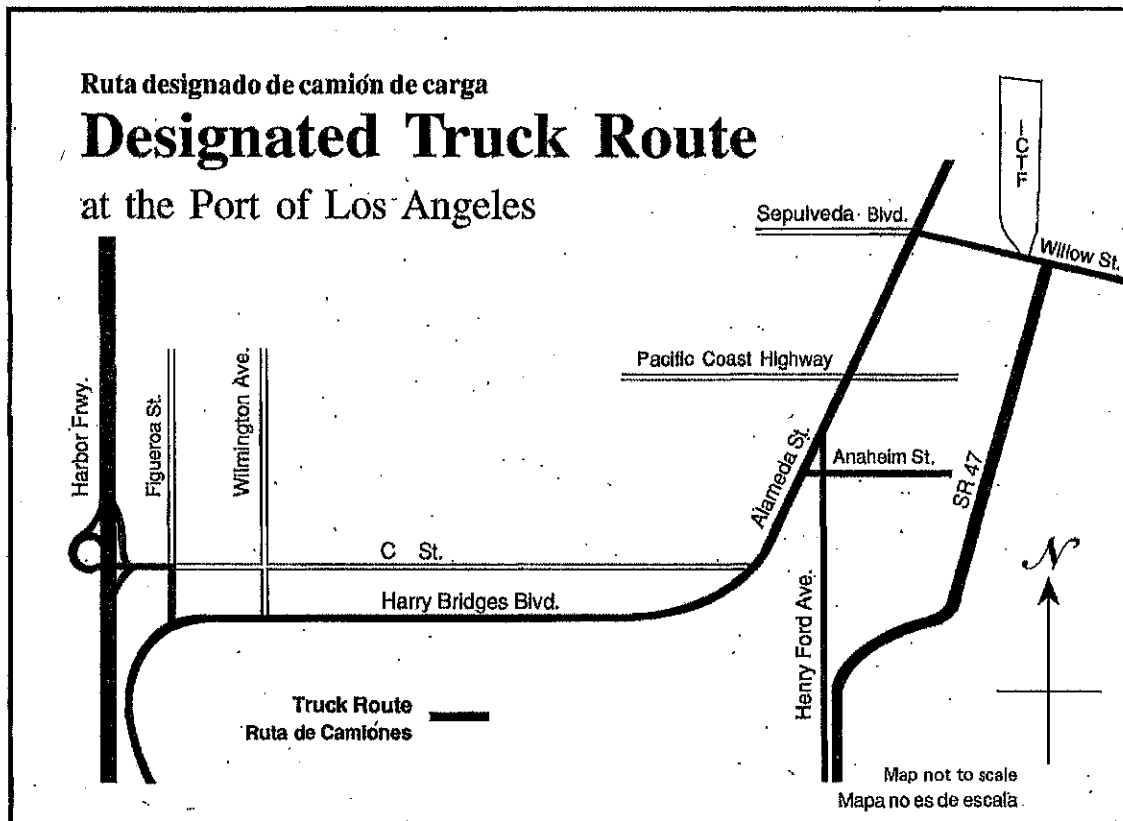 Ruta designado de camión de carga
Designated Truck Route
at the Port of Los Angeles
ICTF
Sepulveda Blvd.
Willow St.
Pacific Coast Highway
Harbor Frwy.
Figueroa St.
Wilmington Ave.
Alameda St.
Anaheim St.
SR 47
C St.
N
Harry Bridges Blvd.
Henry Ford Ave.
Truck Route
Ruta de Camiónes
Map not to scale
Mapa no es de escala